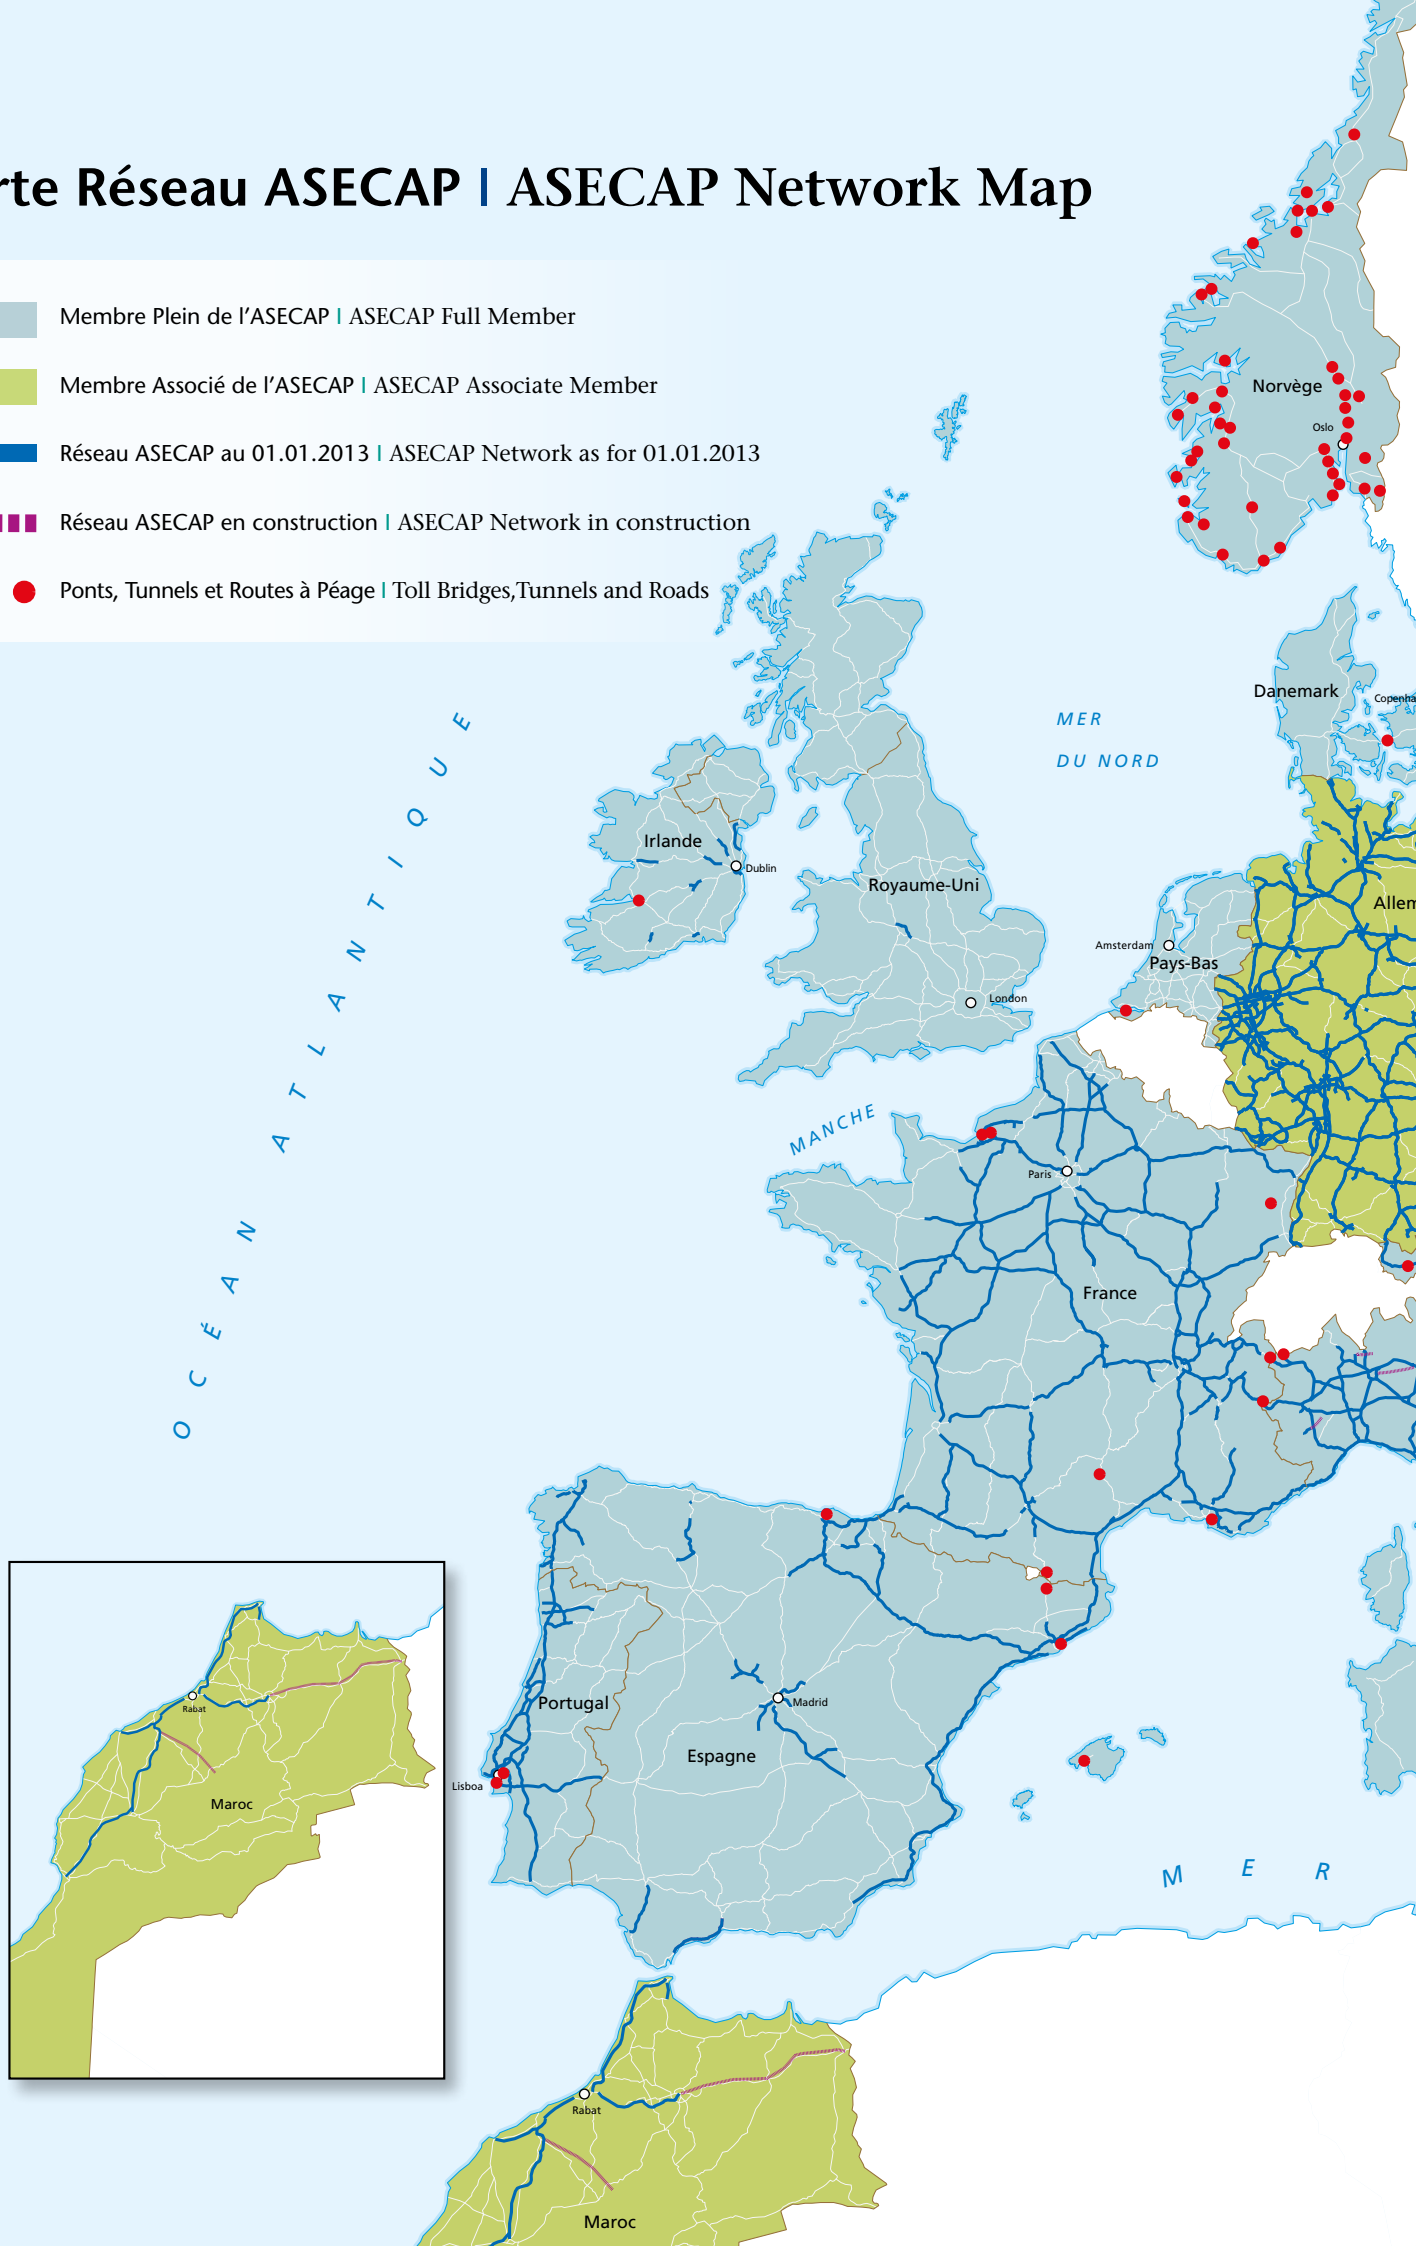 rte Réseau ASECAP | ASECAP Network Map
Membre Plein de l'ASECAP | ASECAP Full Member
Membre Associé de l'ASECAP | ASECAP Associate Member
Réseau ASECAP au 01.01.2013 | ASECAP Network as for 01.01.2013
Réseau ASECAP en construction | ASECAP Network in construction
Ponts, Tunnels et Routes à Péage | Toll Bridges,Tunnels and Roads
Norvège
Oslo
Danemark
Copenha
MER
DU NORD
OCÉAN ATLANTIQUE
Irlande
Dublin
Royaume-Uni
London
Amsterdam
Pays-Bas
Allem
MANCHE
Paris
France
Portugal
Lisboa
Madrid
Espagne
MER
Rabat
Maroc
Rabat
Maroc